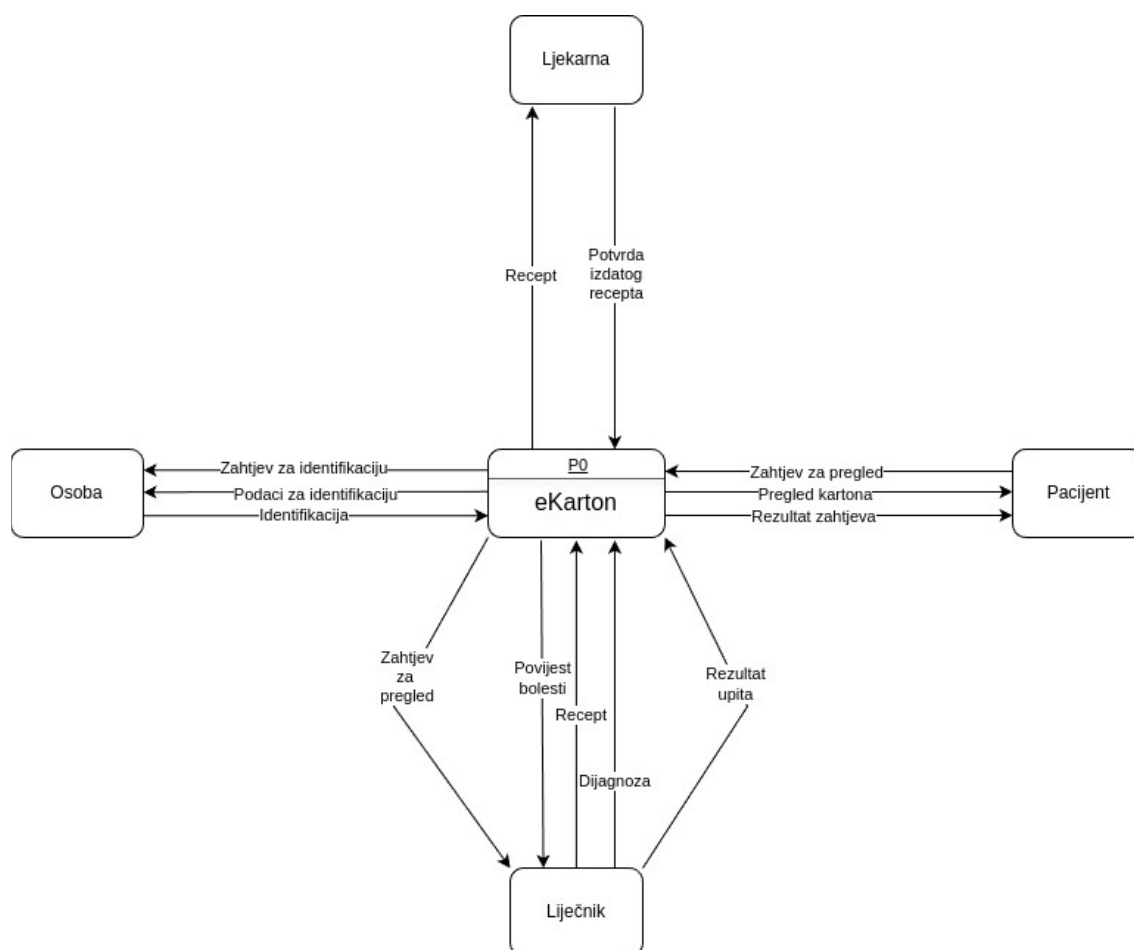 Ljekarna
Recept
Potvrda
izdatog
recepta
Osoba
Zahtjev za identifikaciju
Podaci za identifikaciju
Identifikacija
P0
eKarton
Zahtjev za pregled
Pregled kartona
Rezultat zahtjeva
Pacijent
Zahtjev
za
pregled
Povijest
bolesti
Recept
Dijagnoza
Rezultat
upita
Liječnik